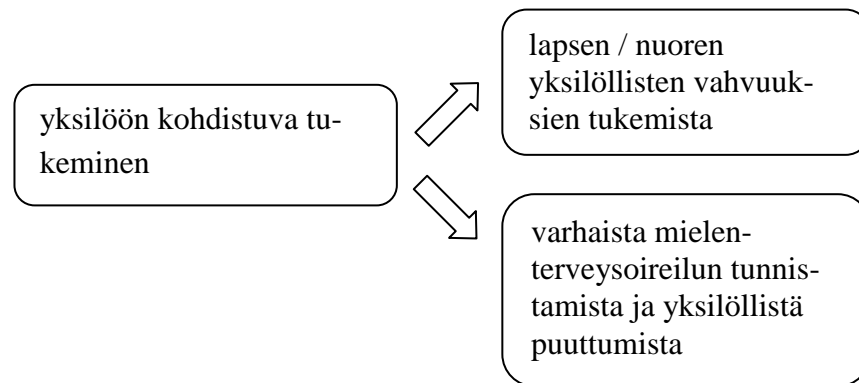 yksilöön kohdistuva tu-
keminen
lapsen / nuoren
yksilöllisten vahvuuk-
sien tukemista
varhaista mielen-
terveysoireilun tunnis-
tamista ja yksilöllistä
puuttumista